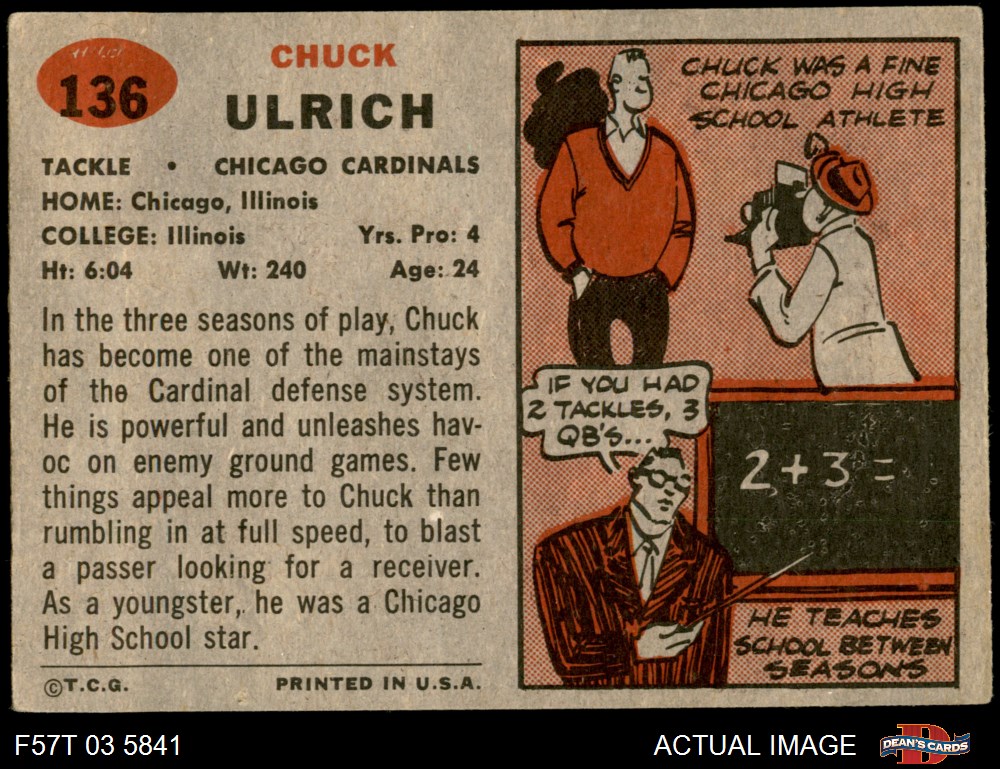 136
CHUCK
ULRICH
TACKLE • CHICAGO CARDINALS
HOME: Chicago, Illinois
COLLEGE: Illinois Yrs. Pro: 4
Ht: 6:04 Wt: 240 Age: 24
In the three seasons of play, Chuck
has become one of the mainstays
of the Cardinal defense system.
He is powerful and unleashes hav-
oc on enemy ground games. Few
things appeal more to Chuck than
rumbling in at full speed, to blast
a passer looking for a receiver.
As a youngster, he was a Chicago
High School star.
©T.C.G. PRINTED IN U.S.A.
CHUCK WAS A FINE
CHICAGO HIGH
SCHOOL ATHLETE
IF YOU HAD
2 TACKLES, 3
QB'S...
2+3=
HE TEACHES
SCHOOL BETWEEN
SEASONS
F57T 03 5841 ACTUAL IMAGE DEAN'S CARDS